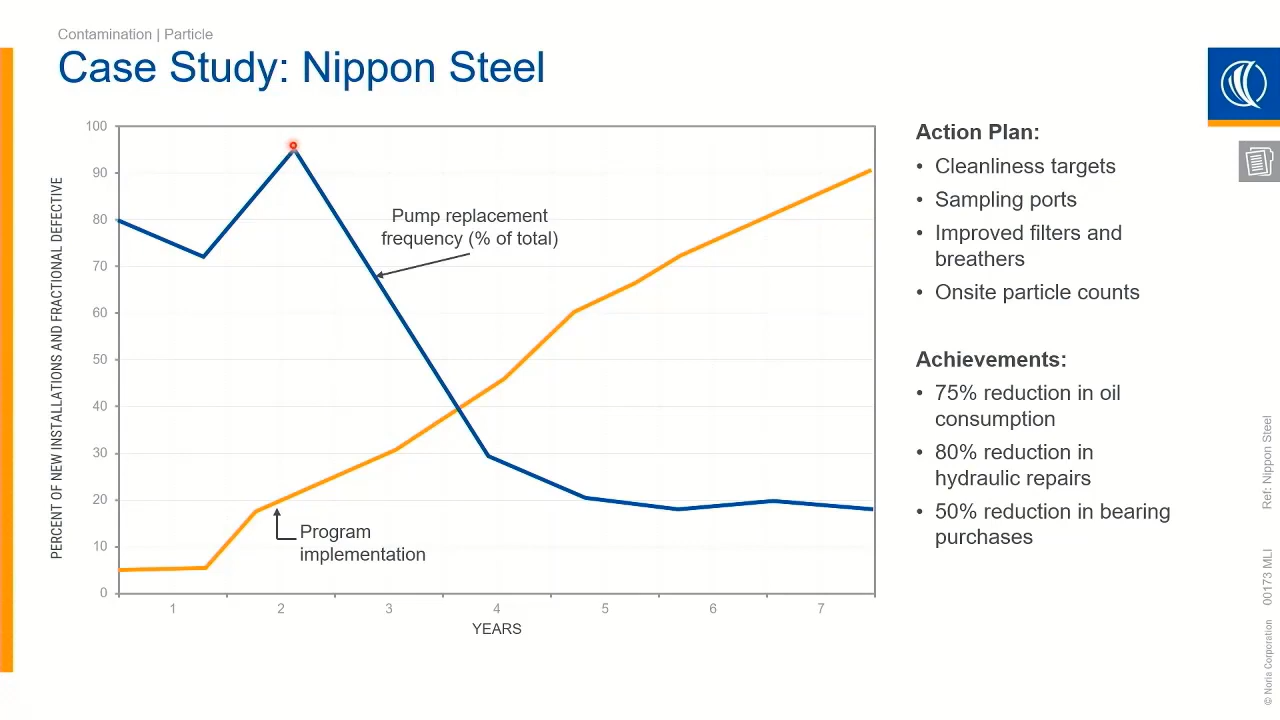 Contamination | Particle
Case Study: Nippon Steel
PERCENT OF NEW INSTALLATIONS AND FRACTIONAL DEFECTIVE
100
90
80
70
60
50
40
30
20
10
0
Pump replacement
frequency (% of total)
Program
implementation
1
2
3
4
5
6
7
YEARS
Action Plan:
• Cleanliness targets
• Sampling ports
• Improved filters and
breathers
• Onsite particle counts
Achievements:
• 75% reduction in oil
consumption
• 80% reduction in
hydraulic repairs
• 50% reduction in bearing
purchases
Ref: Nippon Steel
00173 MLI
© Noria Corporation